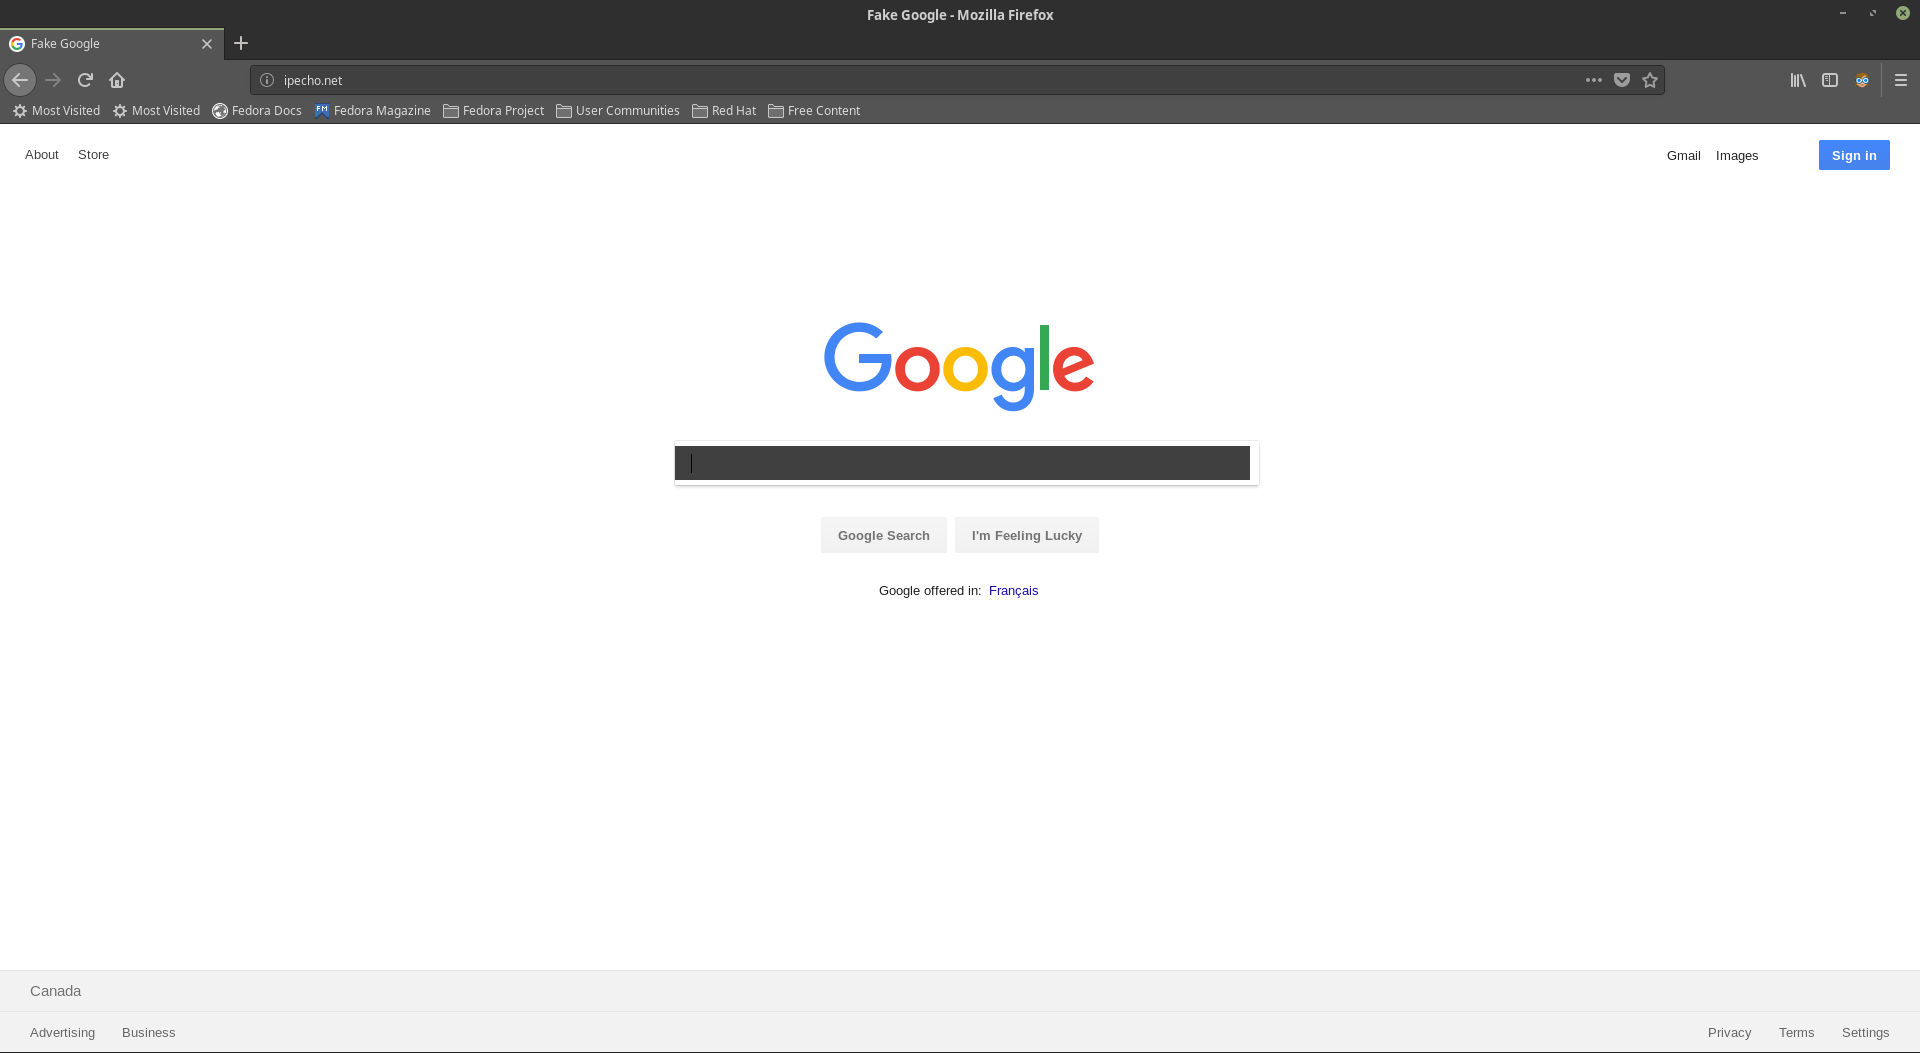 Fake Google - Mozilla Firefox
Fake Google
ipecho.net
Most Visited Most Visited Fedora Docs FM Fedora Magazine Fedora Project User Communities Red Hat Free Content
About Store Gmail Images Sign in
Google
Google Search I'm Feeling Lucky
Google offered in: Français
Canada
Advertising Business Privacy Terms Settings